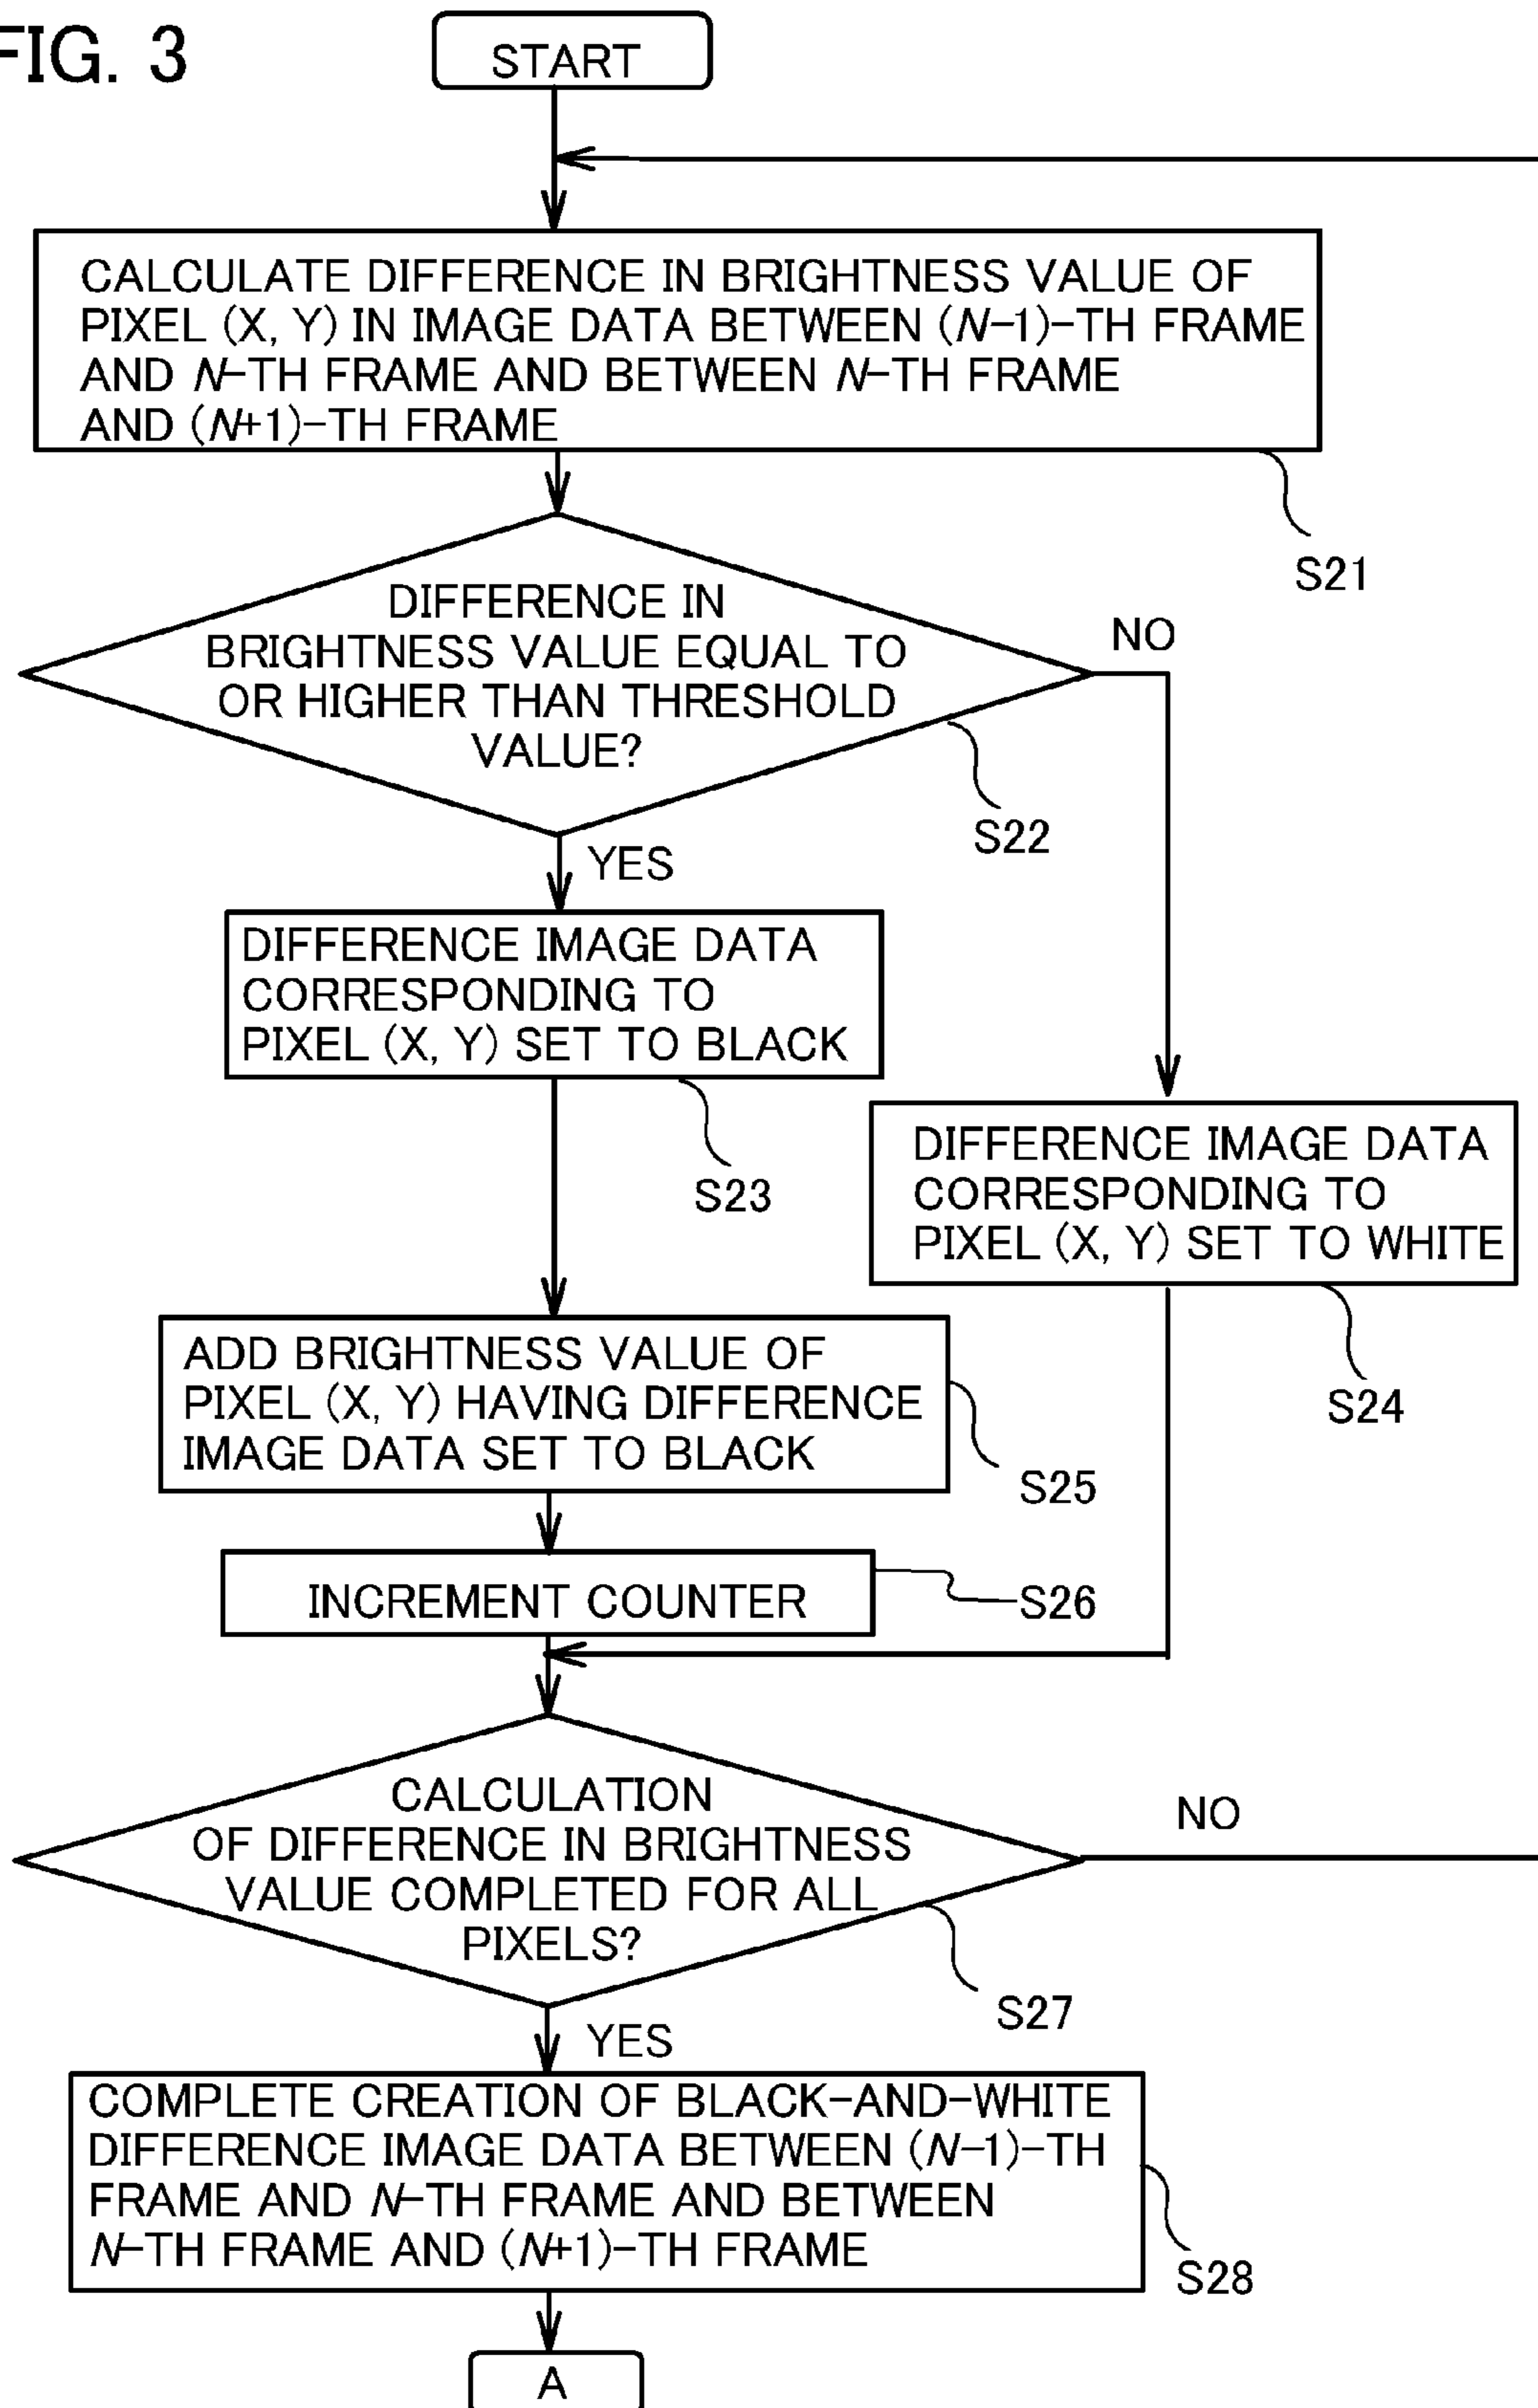 FIG. 3
START
CALCULATE DIFFERENCE IN BRIGHTNESS VALUE OF
PIXEL (X, Y) IN IMAGE DATA BETWEEN (N-1)-TH FRAME
AND N-TH FRAME AND BETWEEN N-TH FRAME
AND (N+1)-TH FRAME
S21
DIFFERENCE IN
BRIGHTNESS VALUE EQUAL TO
OR HIGHER THAN THRESHOLD
VALUE?
NO
S22
YES
DIFFERENCE IMAGE DATA
CORRESPONDING TO
PIXEL (X, Y) SET TO BLACK
S23
DIFFERENCE IMAGE DATA
CORRESPONDING TO
PIXEL (X, Y) SET TO WHITE
S24
ADD BRIGHTNESS VALUE OF
PIXEL (X, Y) HAVING DIFFERENCE
IMAGE DATA SET TO BLACK
S25
INCREMENT COUNTER
S26
CALCULATION
OF DIFFERENCE IN BRIGHTNESS
VALUE COMPLETED FOR ALL
PIXELS?
NO
S27
YES
COMPLETE CREATION OF BLACK-AND-WHITE
DIFFERENCE IMAGE DATA BETWEEN (N-1)-TH
FRAME AND N-TH FRAME AND BETWEEN
N-TH FRAME AND (N+1)-TH FRAME
S28
A